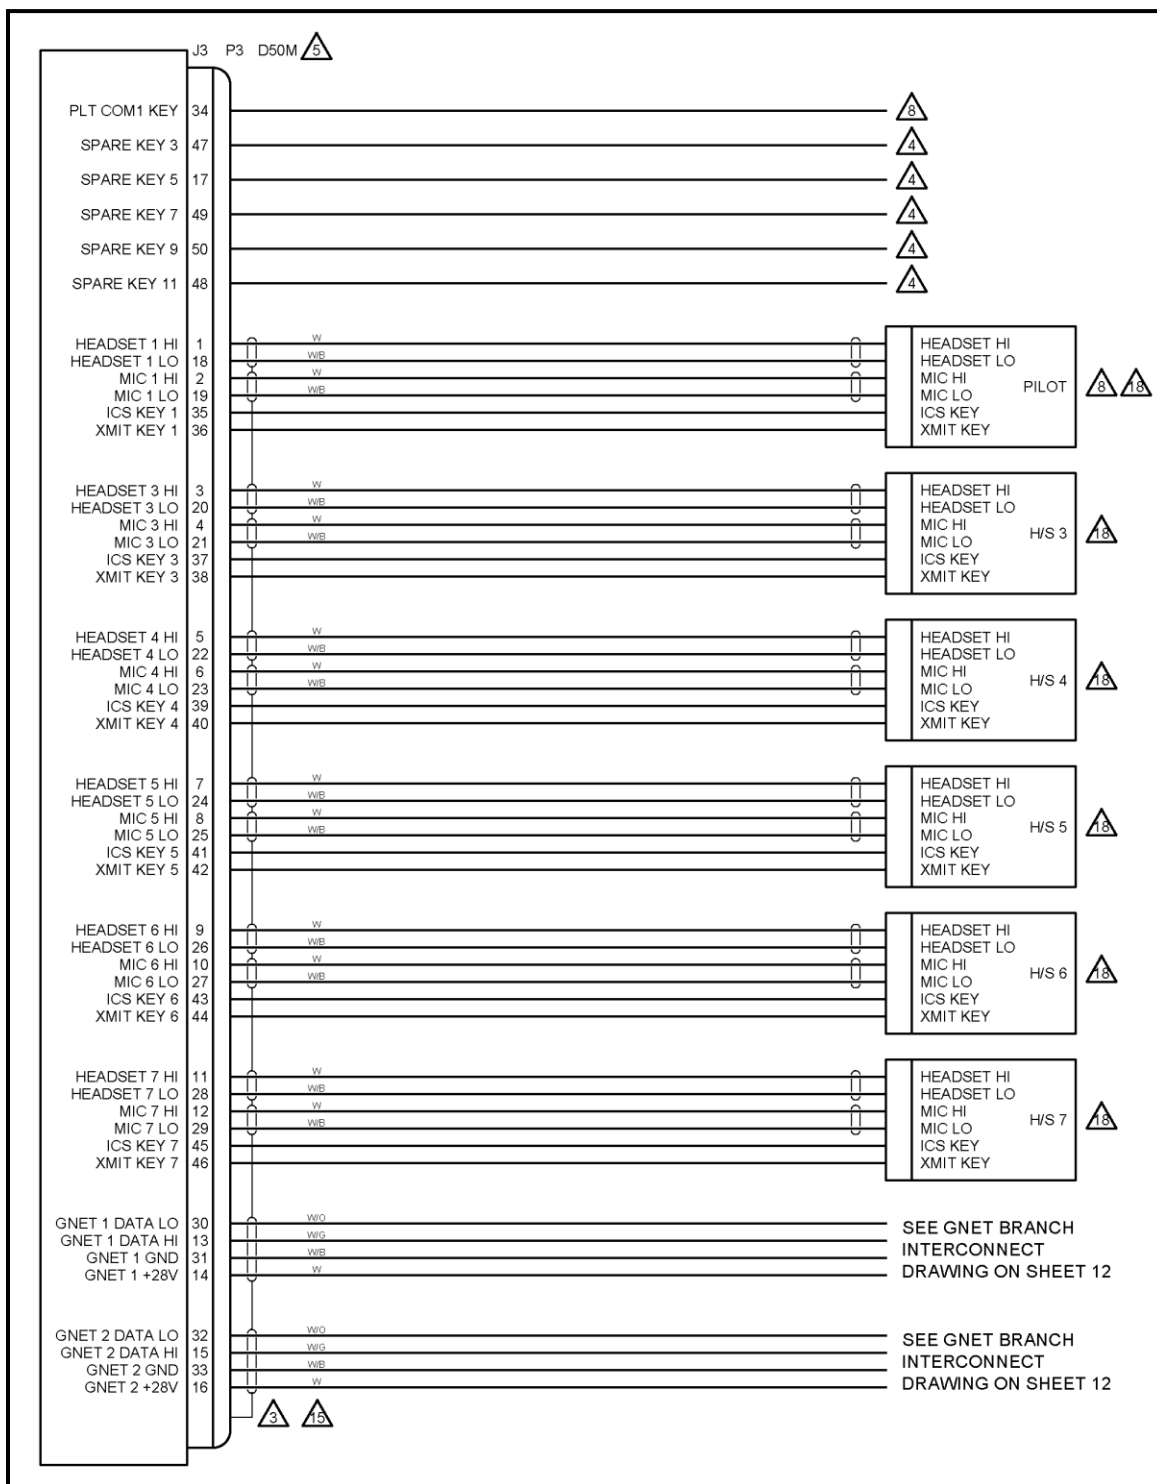 J3 P3 D50M 5
PLT COM1 KEY 34 8
SPARE KEY 3 47 4
SPARE KEY 5 17 4
SPARE KEY 7 49 4
SPARE KEY 9 50 4
SPARE KEY 11 48 4
HEADSET 1 HI 1 W HEADSET HI
HEADSET 1 LO 18 W/B HEADSET LO
MIC 1 HI 2 W MIC HI
PILOT 8 18
MIC 1 LO 19 W/B MIC LO
ICS KEY 1 35 ICS KEY
XMIT KEY 1 36 XMIT KEY
HEADSET 3 HI 3 W HEADSET HI
HEADSET 3 LO 20 W/B HEADSET LO
MIC 3 HI 4 W MIC HI
H/S 3 18
MIC 3 LO 21 W/B MIC LO
ICS KEY 3 37 ICS KEY
XMIT KEY 3 38 XMIT KEY
HEADSET 4 HI 5 W HEADSET HI
HEADSET 4 LO 22 W/B HEADSET LO
MIC 4 HI 6 W MIC HI
H/S 4 18
MIC 4 LO 23 W/B MIC LO
ICS KEY 4 39 ICS KEY
XMIT KEY 4 40 XMIT KEY
HEADSET 5 HI 7 W HEADSET HI
HEADSET 5 LO 24 W/B HEADSET LO
MIC 5 HI 8 W MIC HI
H/S 5 18
MIC 5 LO 25 W/B MIC LO
ICS KEY 5 41 ICS KEY
XMIT KEY 5 42 XMIT KEY
HEADSET 6 HI 9 W HEADSET HI
HEADSET 6 LO 26 W/B HEADSET LO
MIC 6 HI 10 W MIC HI
H/S 6 18
MIC 6 LO 27 W/B MIC LO
ICS KEY 6 43 ICS KEY
XMIT KEY 6 44 XMIT KEY
HEADSET 7 HI 11 W HEADSET HI
HEADSET 7 LO 28 W/B HEADSET LO
MIC 7 HI 12 W MIC HI
H/S 7 18
MIC 7 LO 29 W/B MIC LO
ICS KEY 7 45 ICS KEY
XMIT KEY 7 46 XMIT KEY
GNET 1 DATA LO 30 W/O
GNET 1 DATA HI 13 W/G
GNET 1 GND 31 W/B
GNET 1 +28V 14 W
SEE GNET BRANCH
INTERCONNECT
DRAWING ON SHEET 12
GNET 2 DATA LO 32 W/O
GNET 2 DATA HI 15 W/G
GNET 2 GND 33 W/B
GNET 2 +28V 16 W
SEE GNET BRANCH
INTERCONNECT
DRAWING ON SHEET 12
3 15